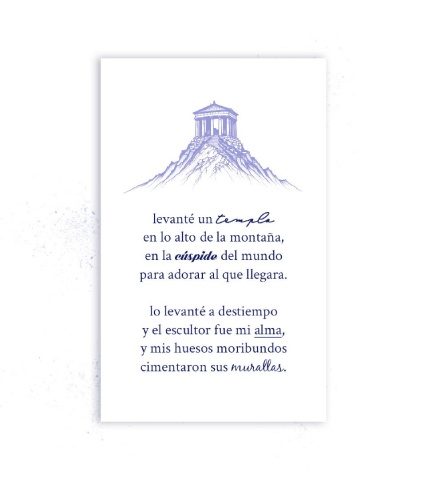 levanté un templo
en lo alto de la montaña,
en la cúspide del mundo
para adorar al que llegara.
lo levanté a destiempo
y el escultor fue mi alma,
y mis huesos moribundos
cimentaron sus murallas.